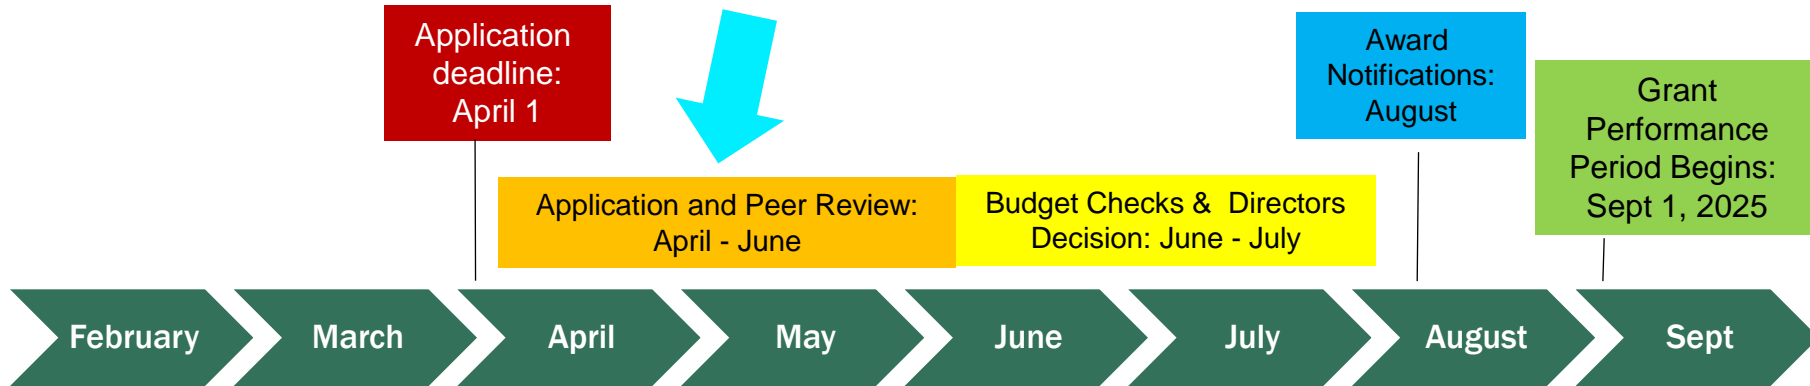 Application
deadline:
April 1
Application and Peer Review:
April - June
Budget Checks & Directors
Decision: June - July
Award
Notifications:
August
Grant
Performance
Period Begins:
Sept 1, 2025
February
March
April
May
June
July
August
Sept